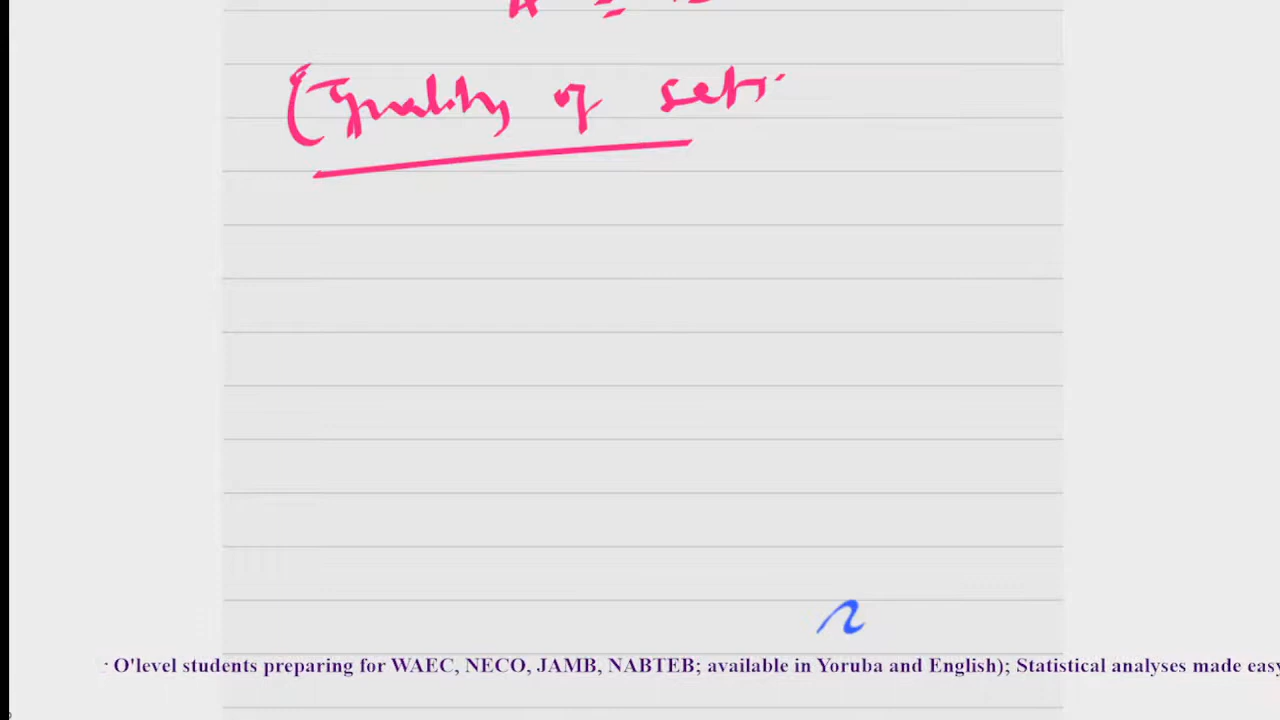 (Equality of sets.
O'level students preparing for WAEC, NECO, JAMB, NABTEB; available in Yoruba and English); Statistical analyses made easy